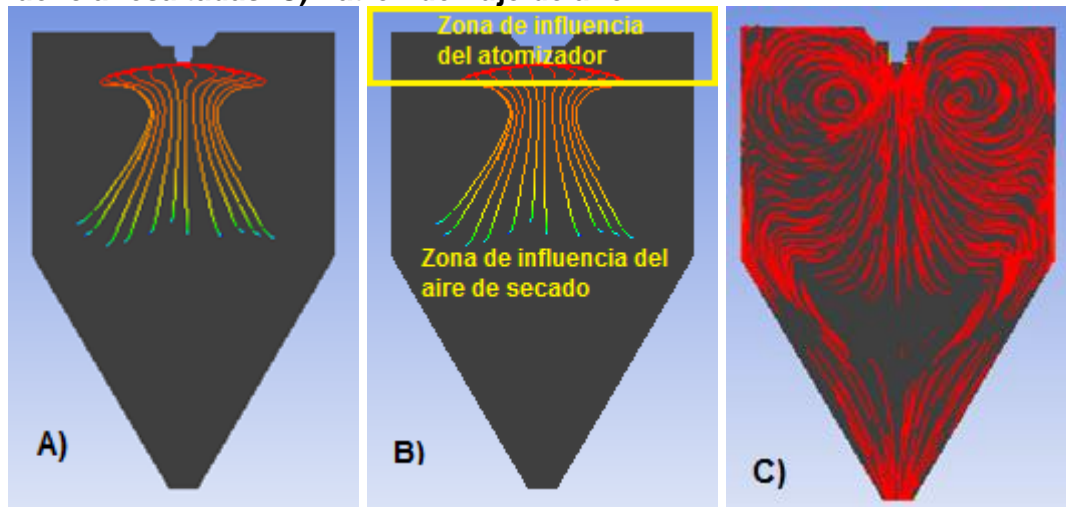 Zona de influencia
del atomizador
Zona de influencia del
aire de secado
A)
B)
C)